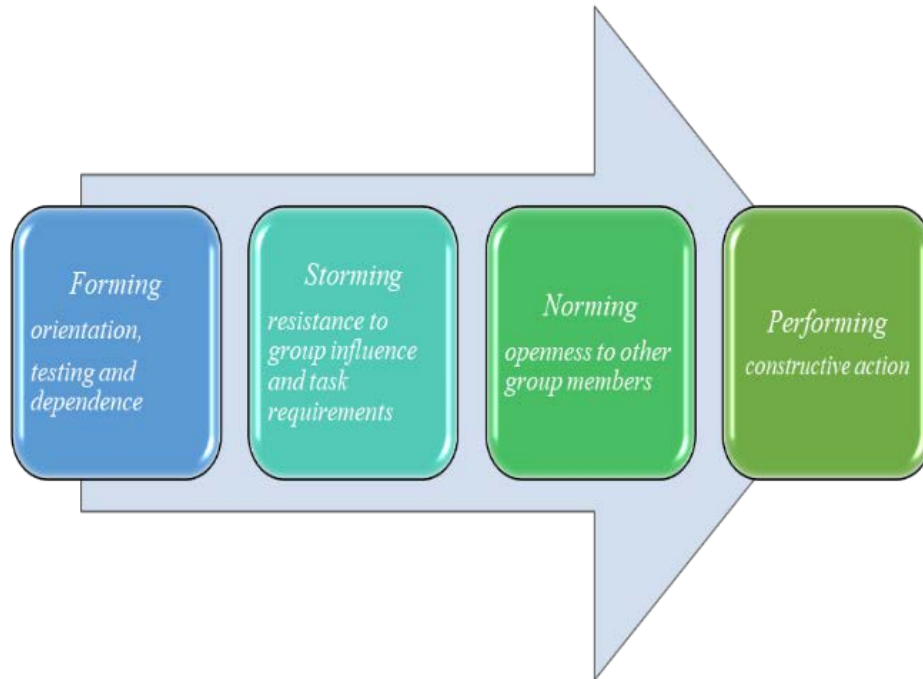 Forming
orientation,
testing and
dependence
Storming
resistance to
group influence
and task
requirements
Norming
openness to other
group members
Performing
constructive action